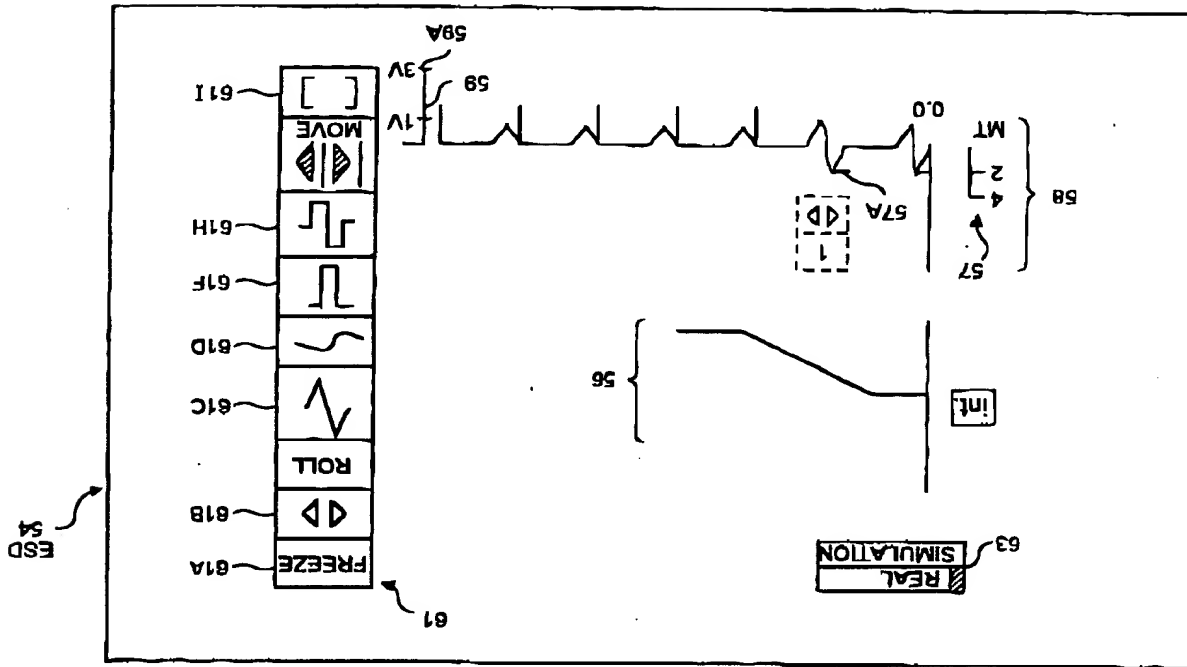 61
REAL
63
SIMULATION
FREEZE
61A
61B
ESD
54
ROLL
int.
56
61C
61D
61F
57
1
61H
58
4
57A
2
MT
MOVE
0.0
1V
59
61I
3V
59A